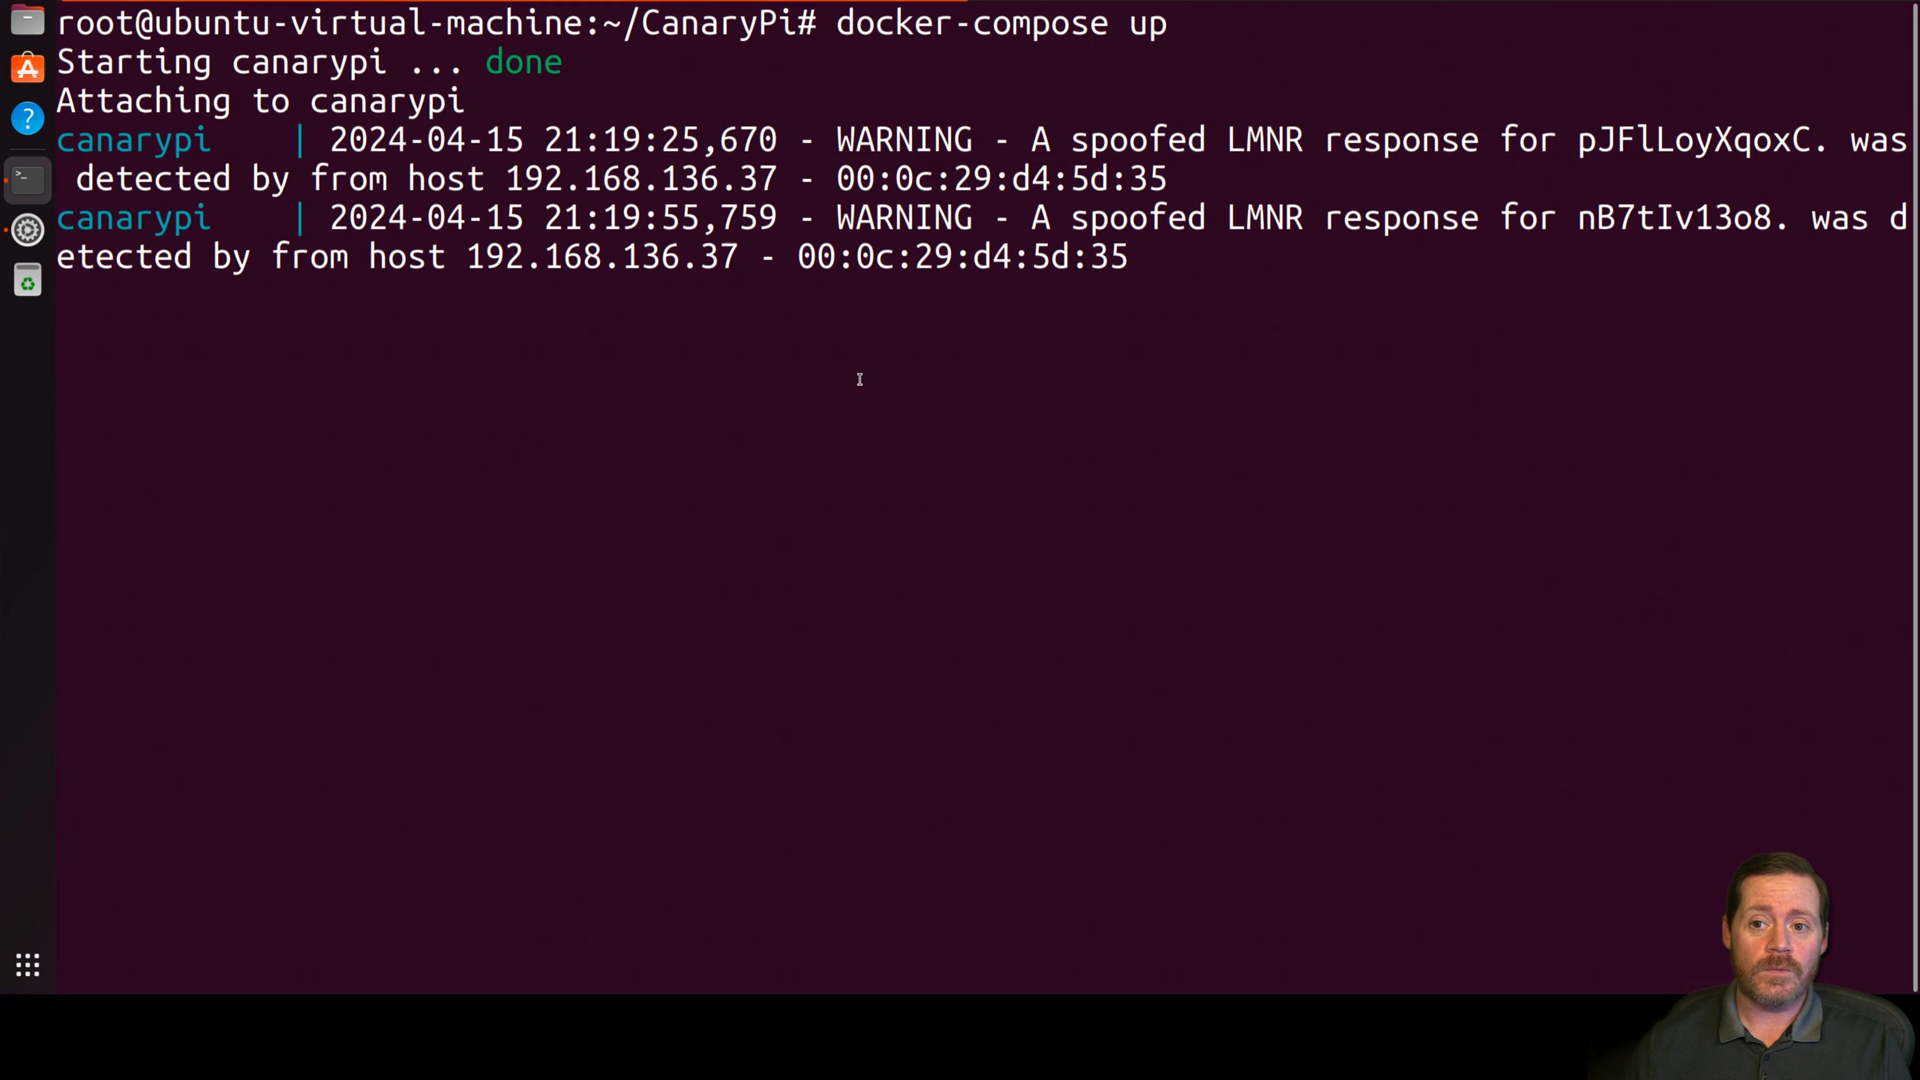 root@ubuntu-virtual-machine:~/CanaryPi# docker-compose up
Starting canarypi ... done
Attaching to canarypi
canarypi    | 2024-04-15 21:19:25,670 - WARNING - A spoofed LMNR response for pJFlLoyXqoxC. was
 detected by from host 192.168.136.37 - 00:0c:29:d4:5d:35
canarypi    | 2024-04-15 21:19:55,759 - WARNING - A spoofed LMNR response for nB7tIv13o8. was d
etected by from host 192.168.136.37 - 00:0c:29:d4:5d:35